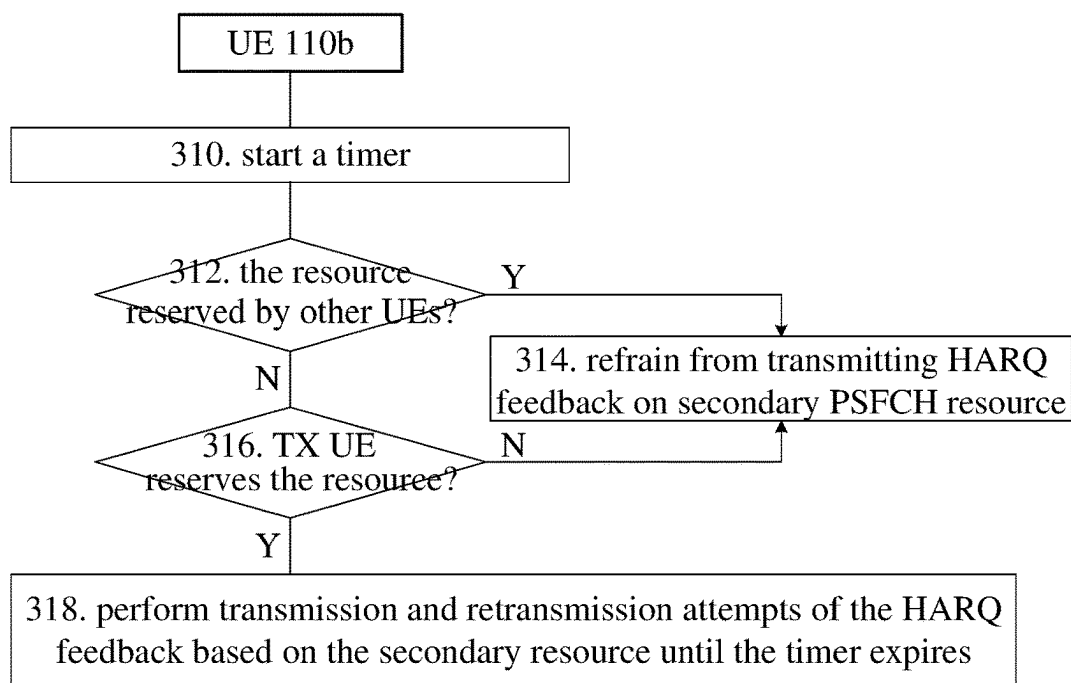 UE 110b
310. start a timer
312. the resource
reserved by other UEs?
Y
314. refrain from transmitting HARQ
feedback on secondary PSFCH resource
N
316. TX UE
reserves the resource?
N
Y
318. perform transmission and retransmission attempts of the HARQ
feedback based on the secondary resource until the timer expires